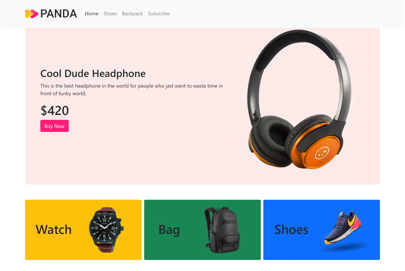 PANDA Home Shoes Backpack Subscribe
Cool Dude Headphone
This is the best headphone in the world for people who just want to waste time in
front of funky world.
$420
Buy Now
Watch Bag Shoes